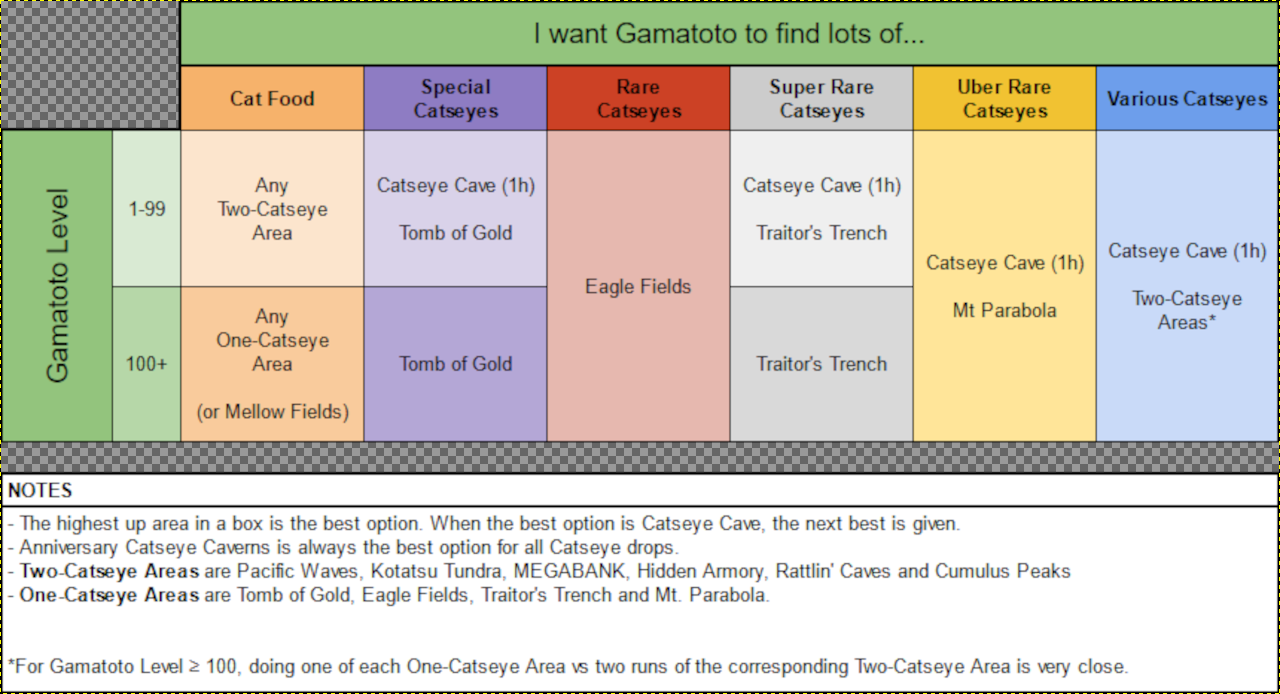 I want Gamatoto to find lots of...
Cat Food
Special
Catseyes
Rare
Catseyes
Super Rare
Catseyes
Uber Rare
Catseyes
Various Catseyes
Gamatoto Level
1-99
Any
Two-Catseye
Area
Catseye Cave (1h)
Tomb of Gold
Eagle Fields
Catseye Cave (1h)
Traitor's Trench
Catseye Cave (1h)
Mt Parabola
Catseye Cave (1h)
Two-Catseye
Areas*
100+
Any
One-Catseye
Area
(or Mellow Fields)
Tomb of Gold
Traitor's Trench
NOTES
- The highest up area in a box is the best option. When the best option is Catseye Cave, the next best is given.
- Anniversary Catseye Caverns is always the best option for all Catseye drops.
- Two-Catseye Areas are Pacific Waves, Kotatsu Tundra, MEGABANK, Hidden Armory, Rattlin' Caves and Cumulus Peaks
- One-Catseye Areas are Tomb of Gold, Eagle Fields, Traitor's Trench and Mt. Parabola.
*For Gamatoto Level ≥ 100, doing one of each One-Catseye Area vs two runs of the corresponding Two-Catseye Area is very close.